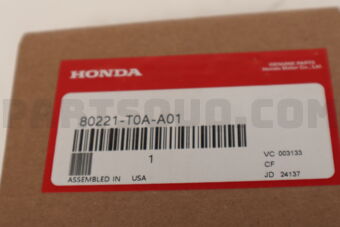 HONDA
GENUINE PARTS
Honda Motor Co., Ltd.
80221-T0A-A01
1
VC 003133
CF
ASSEMBLED IN USA
JD 24137
PartSouq